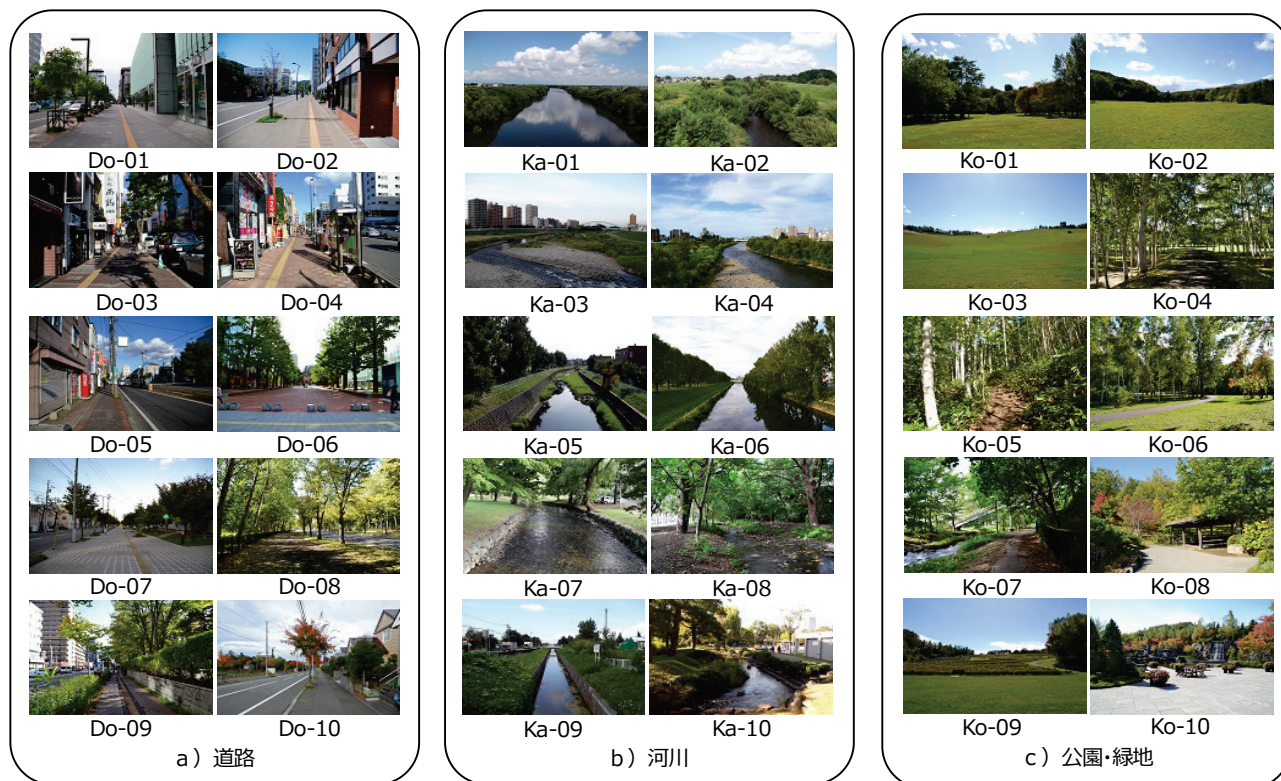 Do-01 Do-02
Do-03 Do-04
Do-05 Do-06
Do-07 Do-08
Do-09 Do-10
a）道路
Ka-01 Ka-02
Ka-03 Ka-04
Ka-05 Ka-06
Ka-07 Ka-08
Ka-09 Ka-10
b）河川
Ko-01 Ko-02
Ko-03 Ko-04
Ko-05 Ko-06
Ko-07 Ko-08
Ko-09 Ko-10
c）公園・緑地